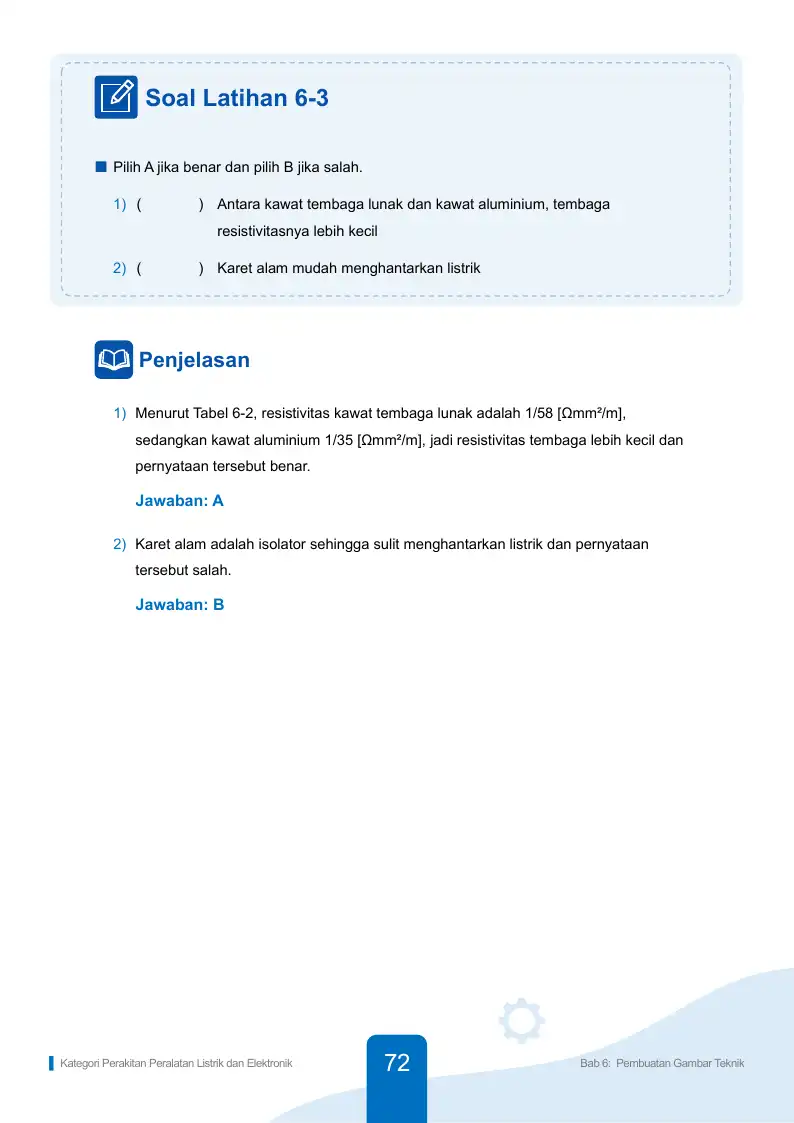 Soal Latihan 6-3
Pilih A jika benar dan pilih B jika salah.
1) ( ) Antara kawat tembaga lunak dan kawat aluminium, tembaga
resistivitasnya lebih kecil
2) ( ) Karet alam mudah menghantarkan listrik
Penjelasan
1) Menurut Tabel 6-2, resistivitas kawat tembaga lunak adalah 1/58 [Ωmm²/m],
sedangkan kawat aluminium 1/35 [Ωmm²/m], jadi resistivitas tembaga lebih kecil dan
pernyataan tersebut benar.
Jawaban: A
2) Karet alam adalah isolator sehingga sulit menghantarkan listrik dan pernyataan
tersebut salah.
Jawaban: B
Kategori Perakitan Peralatan Listrik dan Elektronik
72
Bab 6: Pembuatan Gambar Teknik